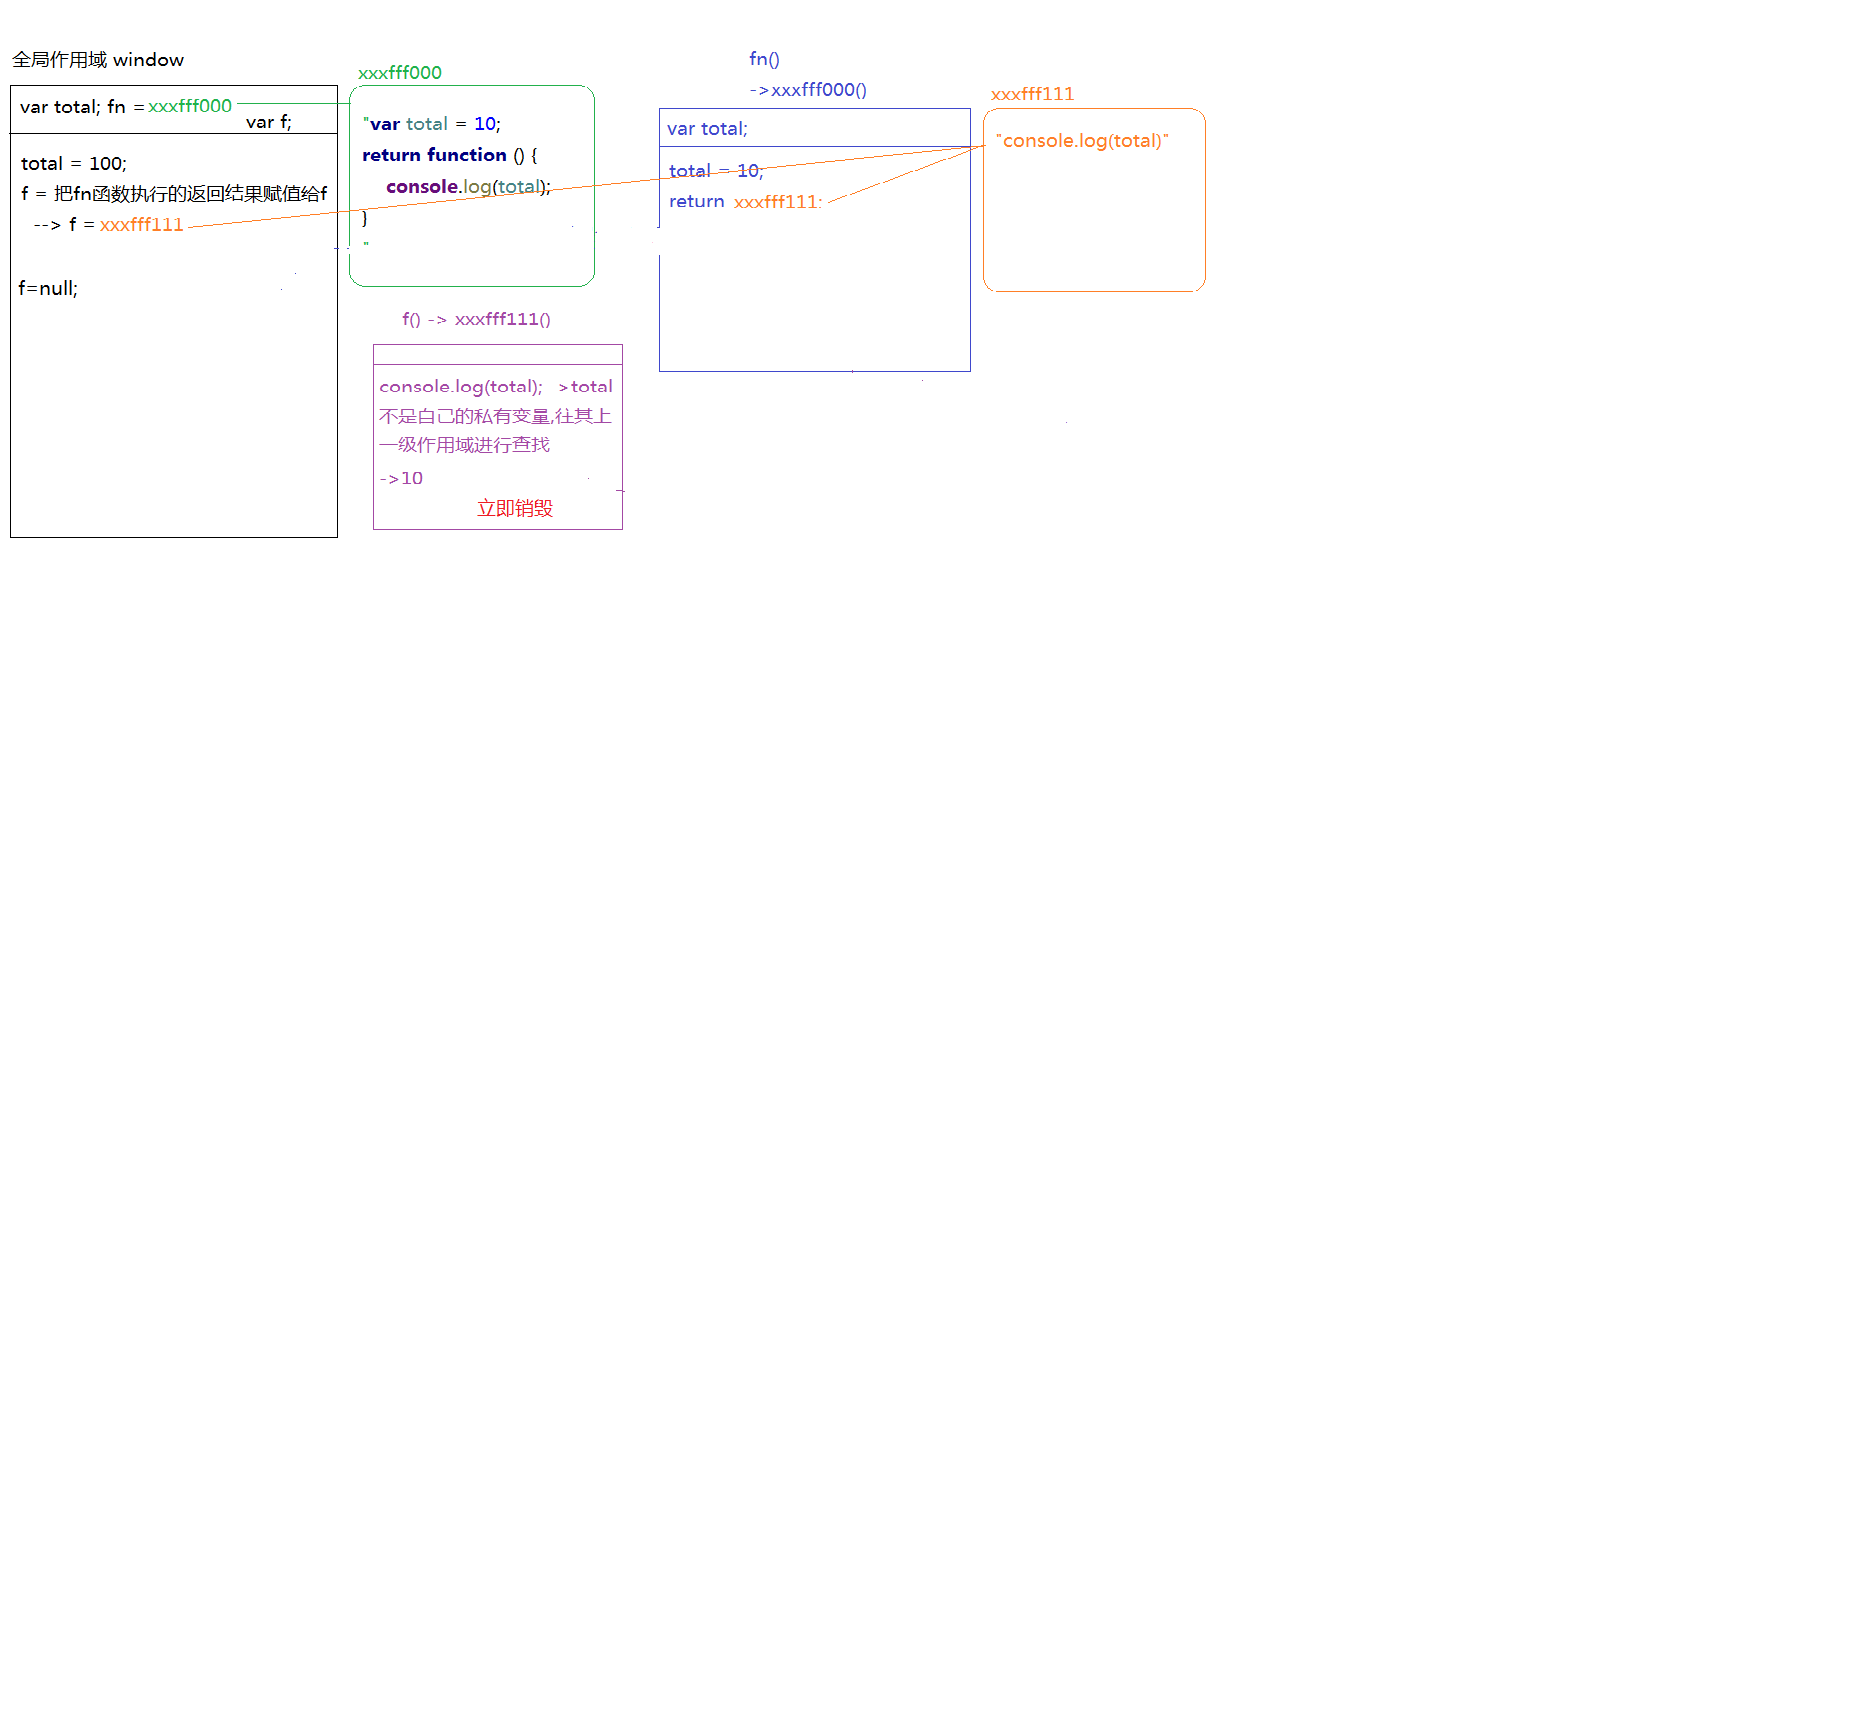 全局作用域 window
var total; fn = xxxfff000
var f;
total = 100;
f = 把fn函数执行的返回结果赋值给f
--> f = xxxfff111
f=null;
xxxfff000
"var total = 10;
return function () {
console.log(total);
}
"
f() -> xxxfff111()
console.log(total); >total
不是自己的私有变量,往其上
一级作用域进行查找
->10
立即销毁
fn()
->xxxfff000()
var total;
total = 10;
return xxxfff111:
xxxfff111
"console.log(total)"